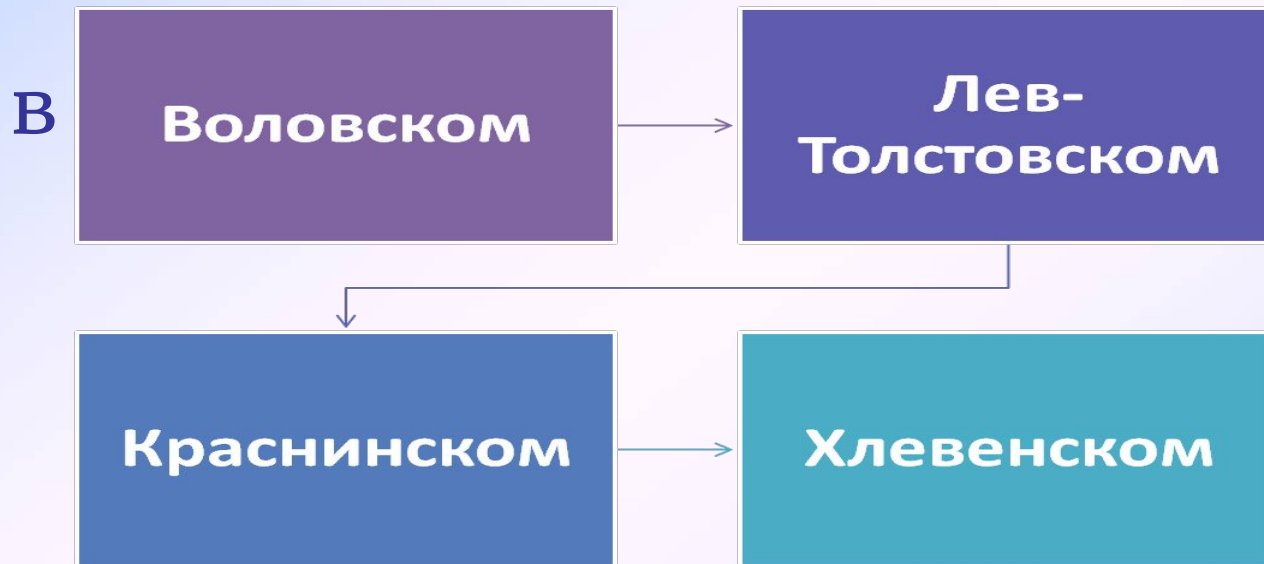 в
Воловском
Лев-
Толстовском
Краснинском
Хлевенском